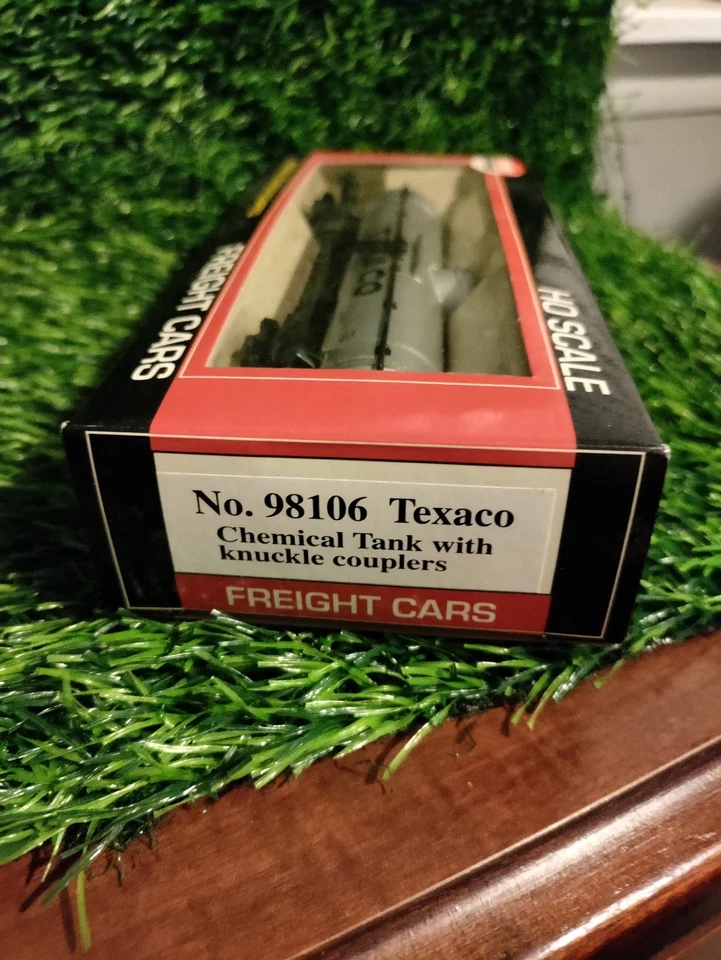 FREIGHT CARS
HO SCALE
No. 98106 Texaco
Chemical Tank with
knuckle couplers
FREIGHT CARS